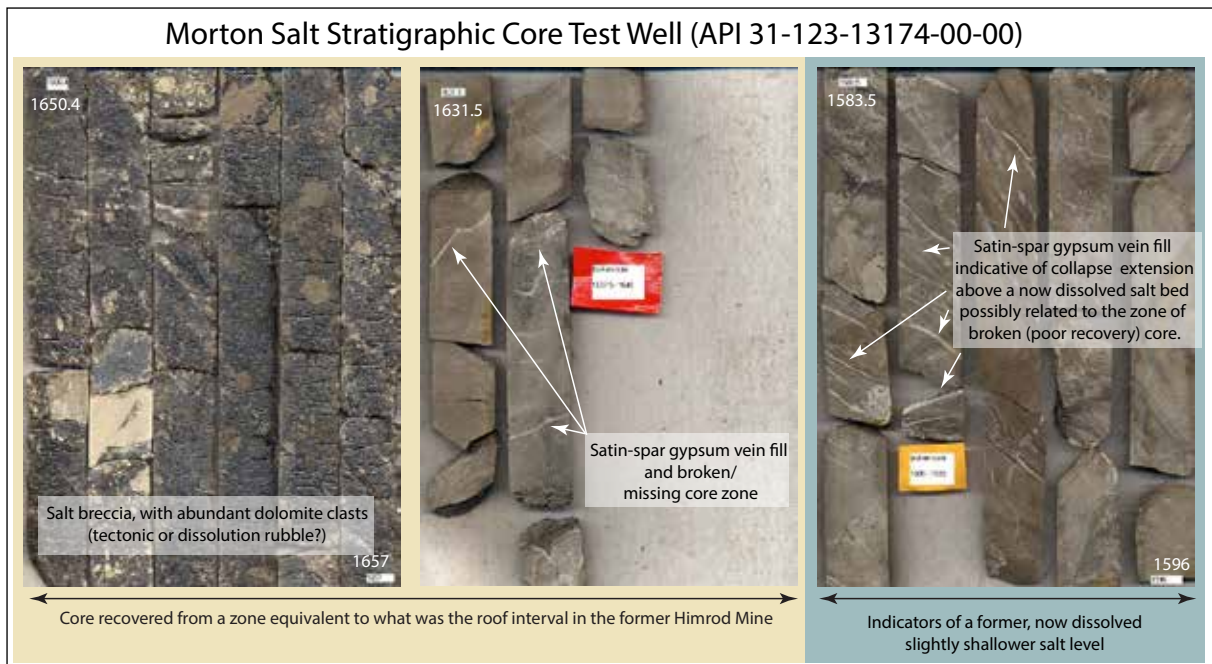 Morton Salt Stratigraphic Core Test Well (API 31-123-13174-00-00)
1650.4
1631.5
1583.5
Satin-spar gypsum vein fill
indicative of collapse extension
above a now dissolved salt bed
possibly related to the zone of
broken (poor recovery) core.
Satin-spar gypsum vein fill
and broken/
missing core zone
Salt breccia, with abundant dolomite clasts
(tectonic or dissolution rubble?)
1657
1596
Core recovered from a zone equivalent to what was the roof interval in the former Himrod Mine
Indicators of a former, now dissolved
slightly shallower salt level